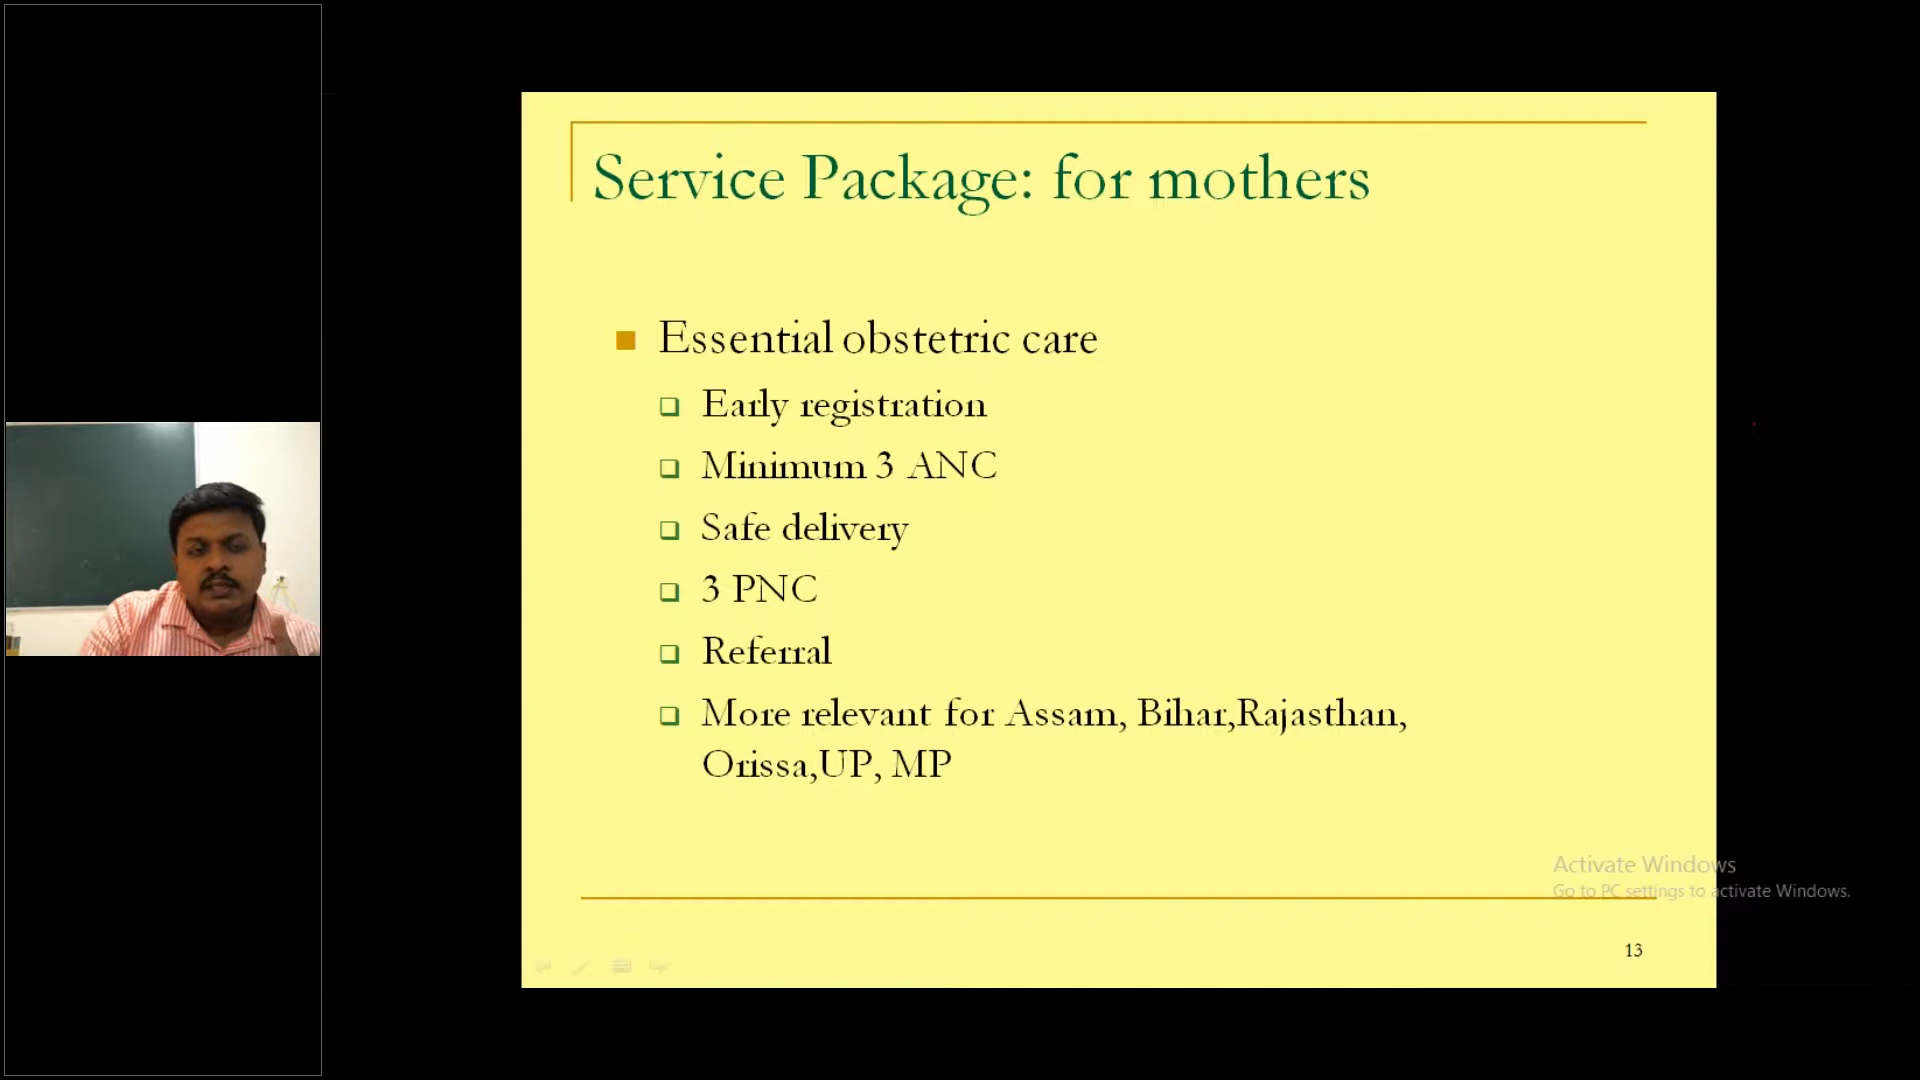 Service Package: for mothers
Essential obstetric care
Early registration
Minimum 3 ANC
Safe delivery
3 PNC
Referral
More relevant for Assam, Bihar,Rajasthan,
Orissa,UP, MP
Activate Windows
Go to PC settings to activate Windows.
13